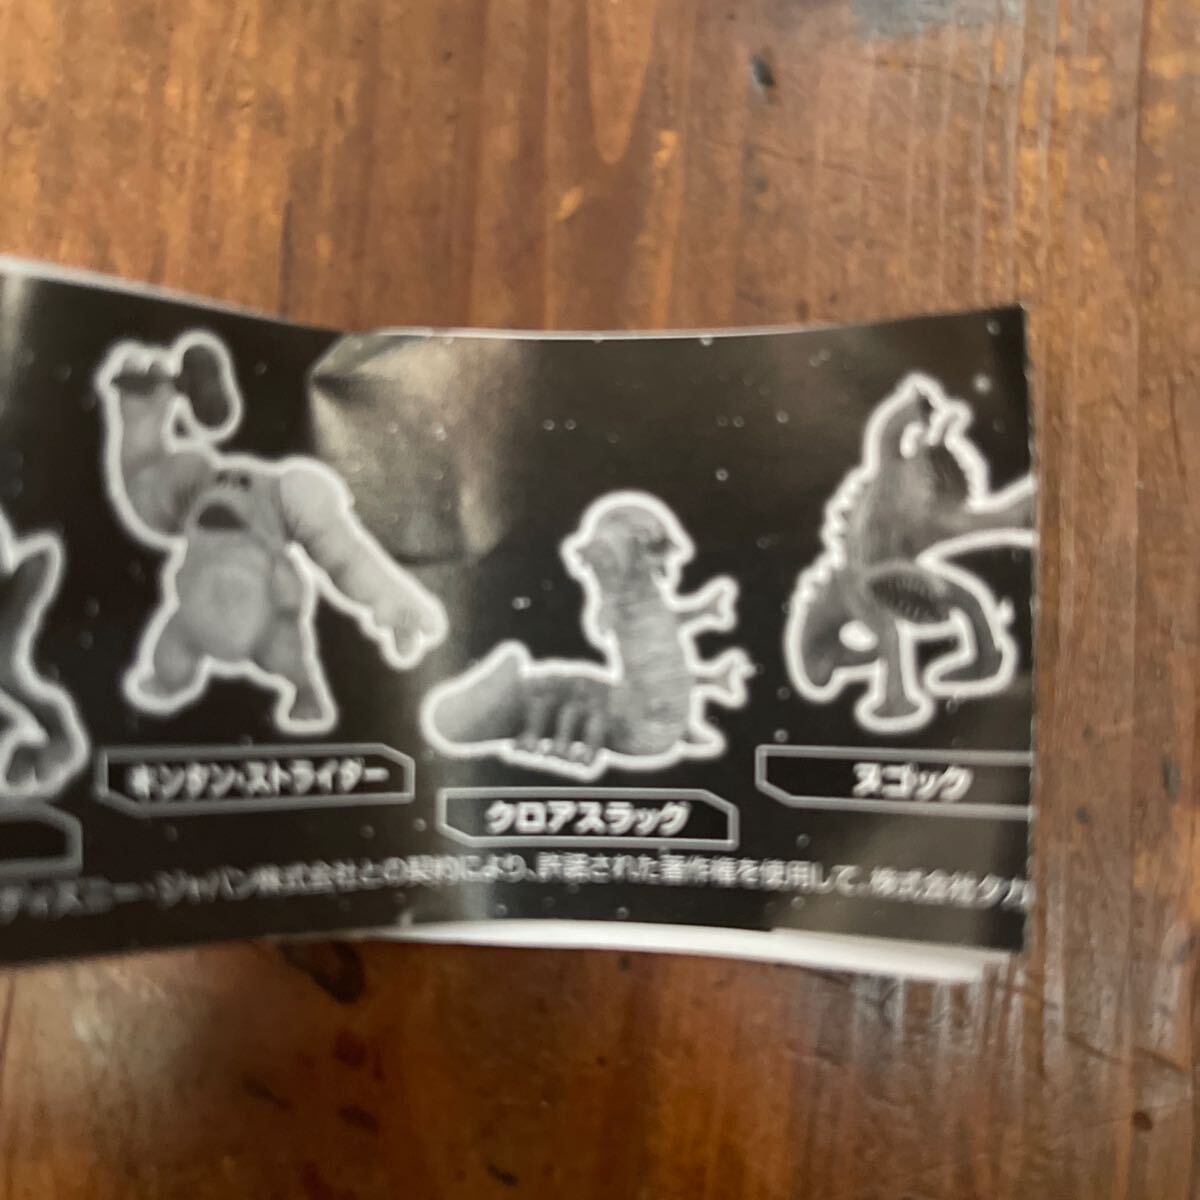 キンタン・ストライダー
クロアスラッグ
ヌゴック
ディズニー・ジャパン株式会社との契約により、許諾された著作権を使用して、株式会社タカ